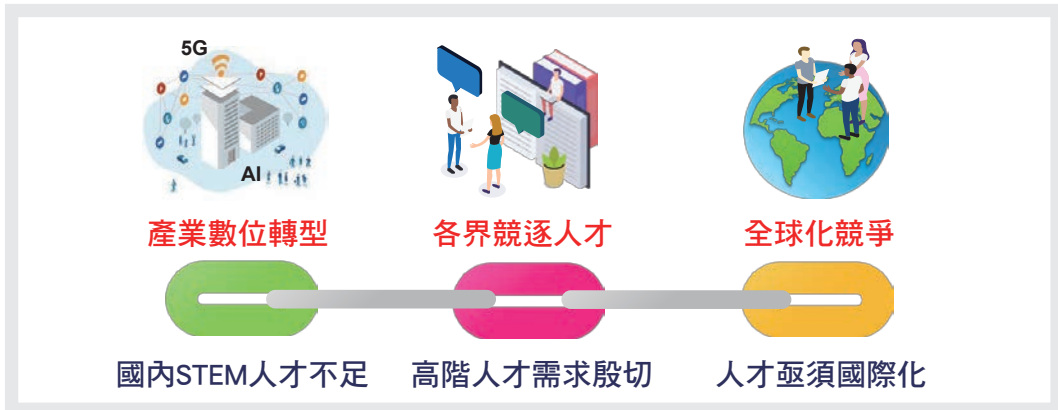 5G
AI
產業數位轉型
各界競逐人才
全球化競爭
國內STEM人才不足
高階人才需求殷切
人才亟須國際化